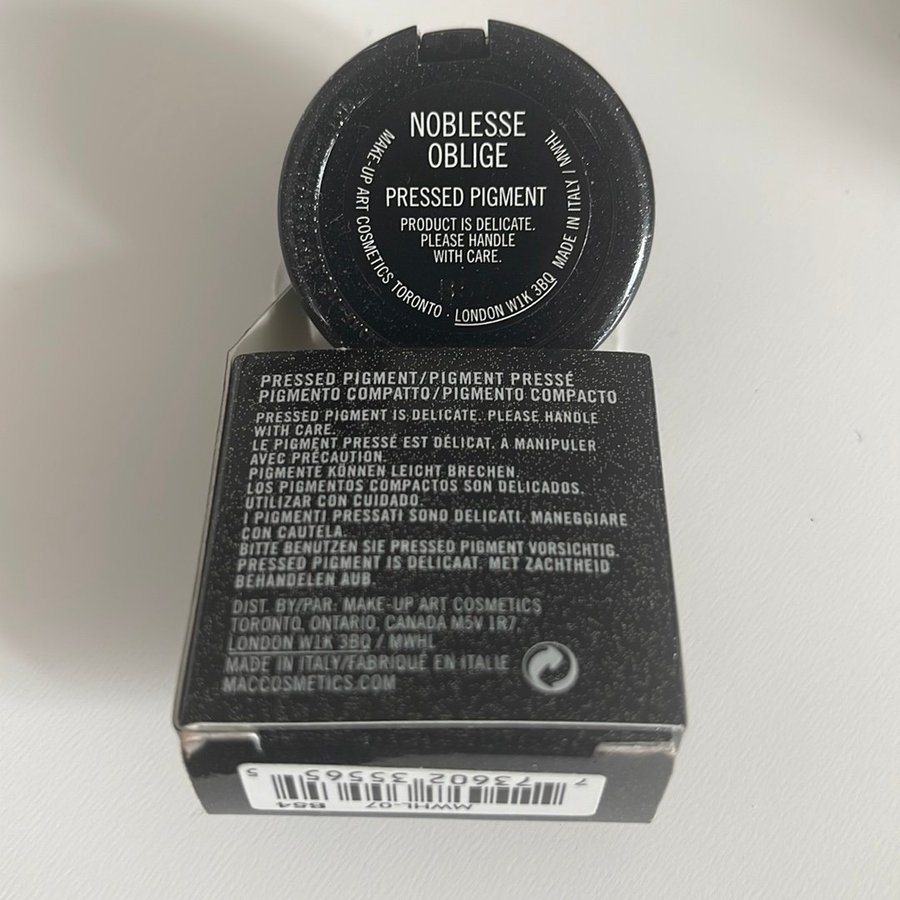 NOBLESSE
OBLIGE
PRESSED PIGMENT
PRODUCT IS DELICATE.
PLEASE HANDLE
WITH CARE.
MAKE-UP ART COSMETICS TORONTO · LONDON W1K 3BQ MADE IN ITALY / MWHL
PRESSED PIGMENT/PIGMENT PRESSÉ
PIGMENTO COMPATTO/PIGMENTO COMPACTO
PRESSED PIGMENT IS DELICATE. PLEASE HANDLE
WITH CARE.
LE PIGMENT PRESSÉ EST DÉLICAT. À MANIPULER
AVEC PRÉCAUTION.
PIGMENTE KÖNNEN LEICHT BRECHEN.
LOS PIGMENTOS COMPACTOS SON DELICADOS.
UTILIZAR CON CUIDADO.
I PIGMENTI PRESSATI SONO DELICATI. MANEGGIARE
CON CAUTELA.
BITTE BENUTZEN SIE PRESSED PIGMENT VORSICHTIG.
PRESSED PIGMENT IS DELICAAT. MET ZACHTHEID
BEHANDELEN AUB
DIST. BY/PAR: MAKE-UP ART COSMETICS
TORONTO, ONTARIO, CANADA M5V 1R7,
LONDON W1K 3BQ / MWHL
MADE IN ITALY/FABRIQUÉ EN ITALIE
MACCOSMETICS.COM
MWHL-07 854
7 73602 35565 5